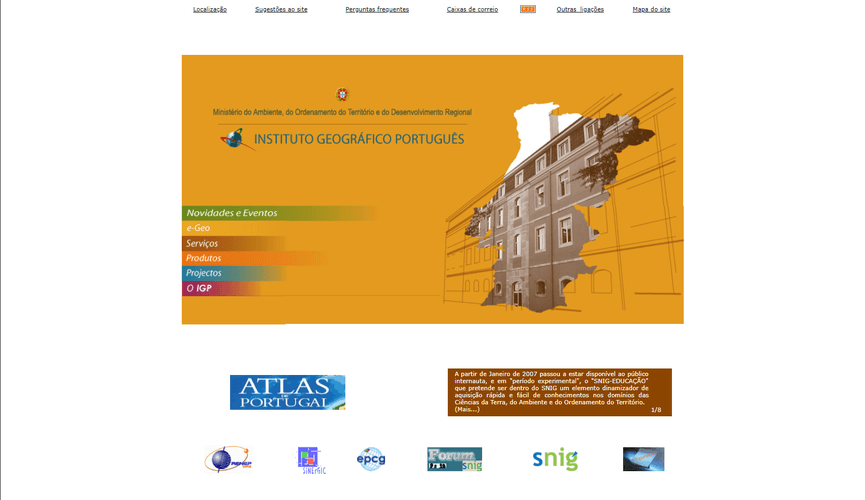 Localização Sugestões ao site Perguntas frequentes Caixas de correio Outras ligações Mapa do site
Ministério do Ambiente, do Ordenamento do Território e do Desenvolvimento Regional
INSTITUTO GEOGRÁFICO PORTUGUÊS
Novidades e Eventos
e-Geo
Serviços
Produtos
Projectos
O IGP
ATLAS
DE PORTUGAL
A partir de Janeiro de 2007 passou a estar disponível ao público
internauta, e em "período experimental", o "SNIG-EDUCAÇÃO"
que pretende ser dentro do SNIG um elemento dinamizador de
aquisição rápida e fácil de conhecimentos nos domínios das
Ciências da Terra, do Ambiente e do Ordenamento do Território.
(Mais...) 1/8
SINERGIC
epcg
Forum
snig
snig